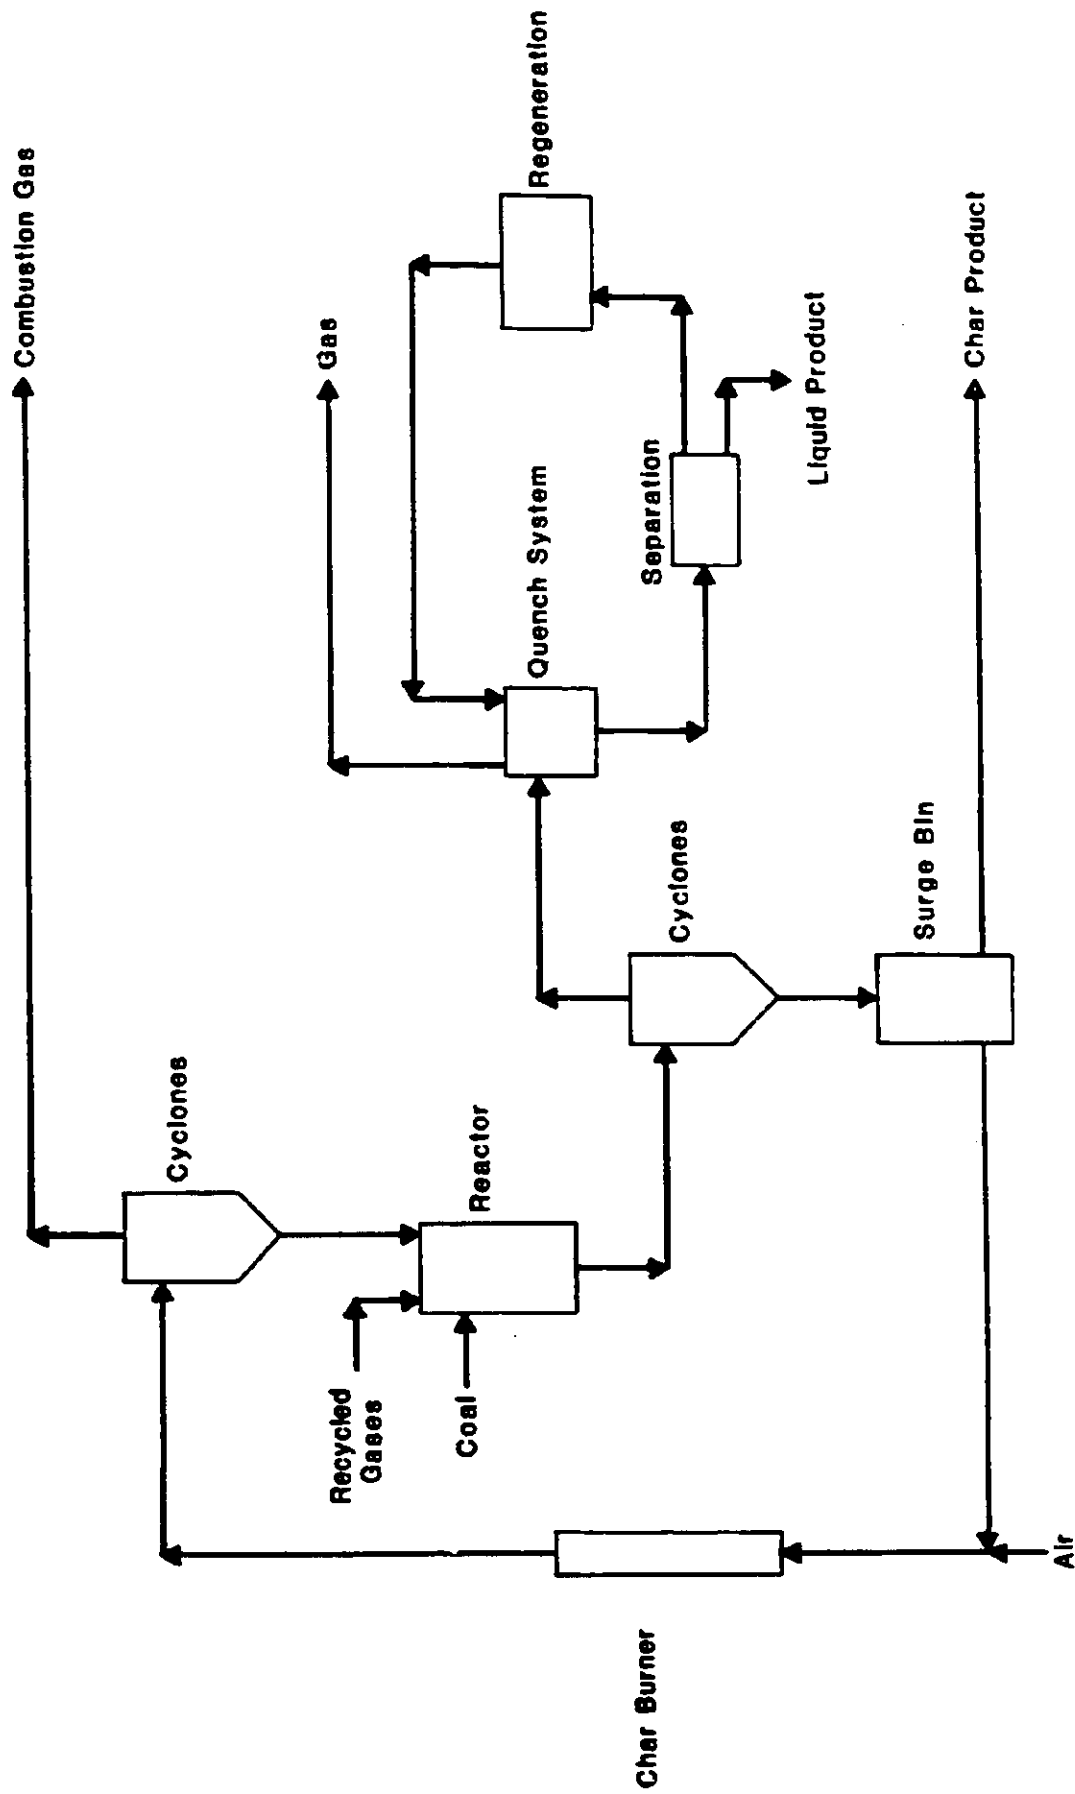 Combustion Gas
Cyclones
Gas
Regeneration
Recycled
Gases
Reactor
Quench System
Coal
Separation
Cyclones
Liquid Product
Char Burner
Surge Bin
Char Product
Air